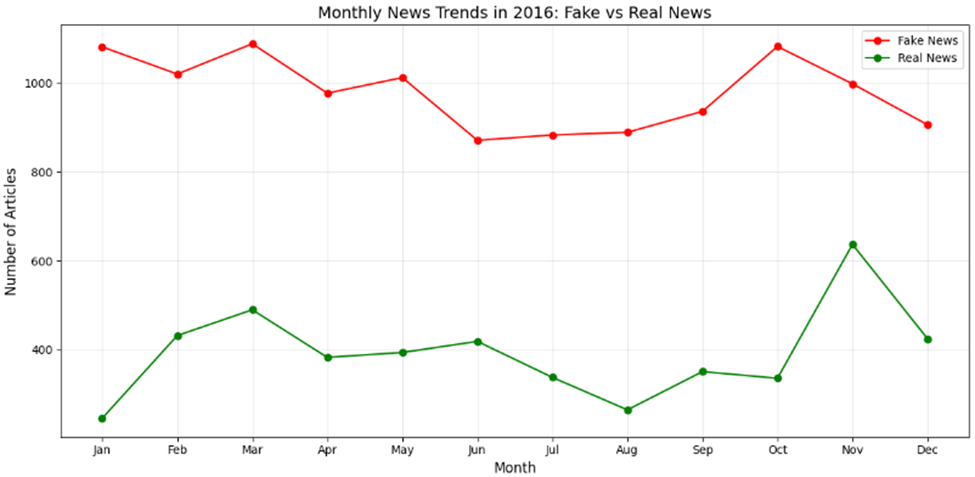 Monthly News Trends in 2016: Fake vs Real News
Fake News
Real News
Number of Articles
1000
800
600
400
Jan Feb Mar Apr May Jun Jul Aug Sep Oct Nov Dec
Month